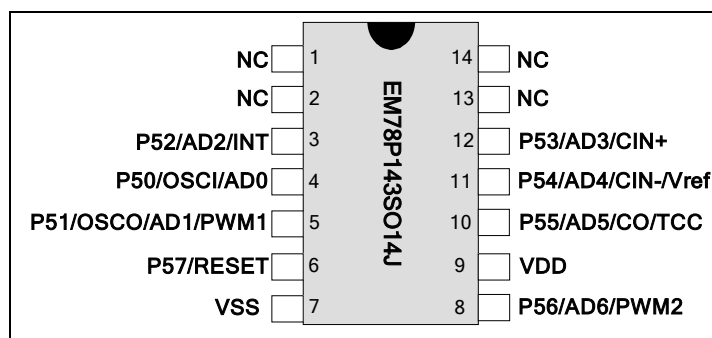 NC 1 14 NC
NC 2 13 NC
P52/AD2/INT 3 12 P53/AD3/CIN+
P50/OSCI/AD0 4 11 P54/AD4/CIN-/Vref
P51/OSCO/AD1/PWM1 5 10 P55/AD5/CO/TCC
P57/RESET 6 9 VDD
VSS 7 8 P56/AD6/PWM2
EM78P143SO14J